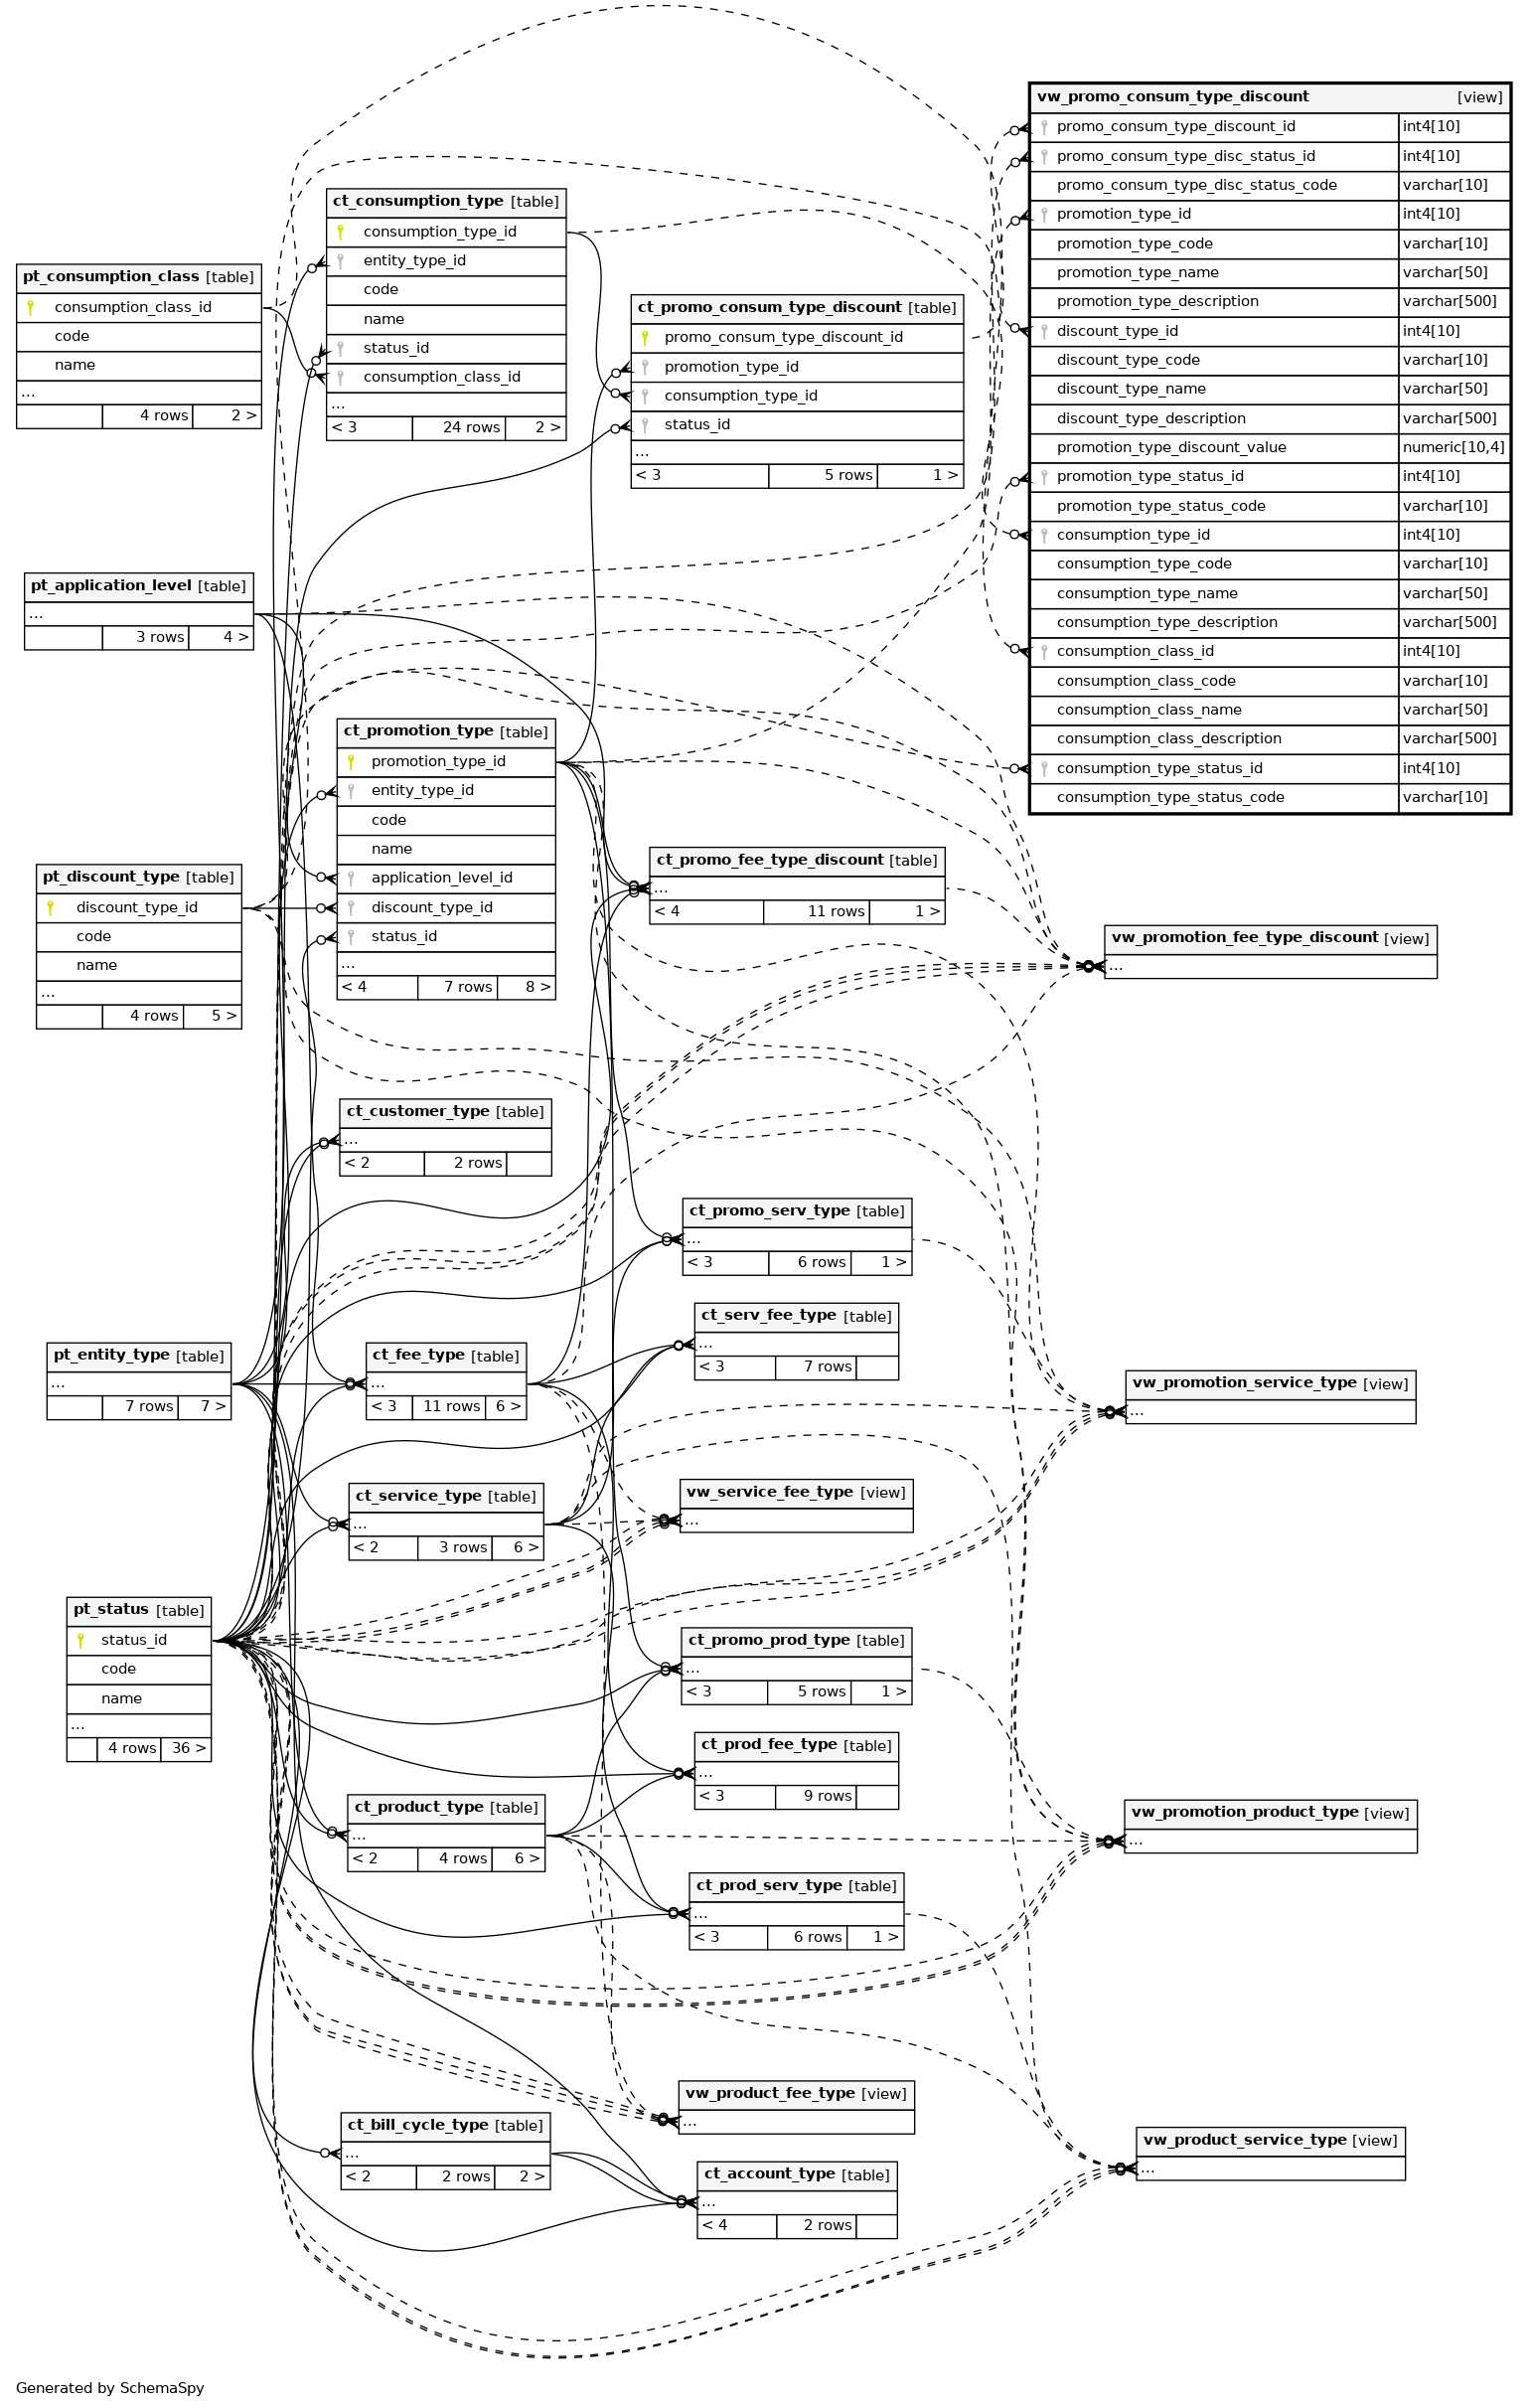 vw_promo_consum_type_discount [view]
promo_consum_type_discount_id int4[10]
promo_consum_type_disc_status_id int4[10]
promo_consum_type_disc_status_code varchar[10]
promotion_type_id int4[10]
promotion_type_code varchar[10]
promotion_type_name varchar[50]
promotion_type_description varchar[500]
discount_type_id int4[10]
discount_type_code varchar[10]
discount_type_name varchar[50]
discount_type_description varchar[500]
promotion_type_discount_value numeric[10,4]
promotion_type_status_id int4[10]
promotion_type_status_code varchar[10]
consumption_type_id int4[10]
consumption_type_code varchar[10]
consumption_type_name varchar[50]
consumption_type_description varchar[500]
consumption_class_id int4[10]
consumption_class_code varchar[10]
consumption_class_name varchar[50]
consumption_class_description varchar[500]
consumption_type_status_id int4[10]
consumption_type_status_code varchar[10]
ct_consumption_type [table]
consumption_type_id
entity_type_id
code
name
status_id
consumption_class_id
...
< 3 24 rows 2 >
pt_consumption_class [table]
consumption_class_id
code
name
...
4 rows 2 >
ct_promo_consum_type_discount [table]
promo_consum_type_discount_id
promotion_type_id
consumption_type_id
status_id
...
< 3 5 rows 1 >
pt_application_level [table]
...
3 rows 4 >
ct_promotion_type [table]
promotion_type_id
entity_type_id
code
name
application_level_id
discount_type_id
status_id
...
< 4 7 rows 8 >
pt_discount_type [table]
discount_type_id
code
name
...
4 rows 5 >
ct_promo_fee_type_discount [table]
...
< 4 11 rows 1 >
vw_promotion_fee_type_discount [view]
...
ct_customer_type [table]
...
< 2 2 rows
ct_promo_serv_type [table]
...
< 3 6 rows 1 >
ct_serv_fee_type [table]
...
< 3 7 rows
pt_entity_type [table]
...
7 rows 7 >
ct_fee_type [table]
...
< 3 11 rows 6 >
vw_promotion_service_type [view]
...
ct_service_type [table]
...
< 2 3 rows 6 >
vw_service_fee_type [view]
...
pt_status [table]
status_id
code
name
...
4 rows 36 >
ct_promo_prod_type [table]
...
< 3 5 rows 1 >
ct_prod_fee_type [table]
...
< 3 9 rows
ct_product_type [table]
...
< 2 4 rows 6 >
vw_promotion_product_type [view]
...
ct_prod_serv_type [table]
...
< 3 6 rows 1 >
vw_product_fee_type [view]
...
ct_bill_cycle_type [table]
...
< 2 2 rows 2 >
vw_product_service_type [view]
...
ct_account_type [table]
...
< 4 2 rows
Generated by SchemaSpy